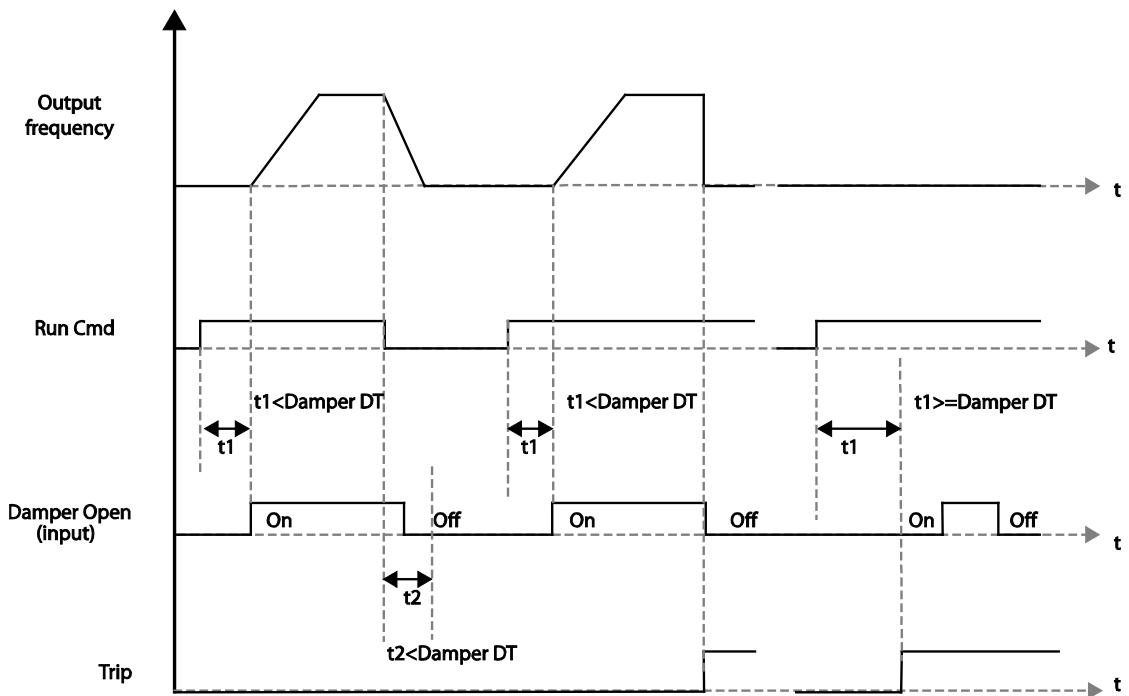 Output
frequency
t
Run Cmd
t
t1<Damper DT
t1<Damper DT
t1>=Damper DT
t1
t1
t1
Damper Open
(input)
On
Off
On
Off
On
Off
t
t2
t2<Damper DT
Trip
t